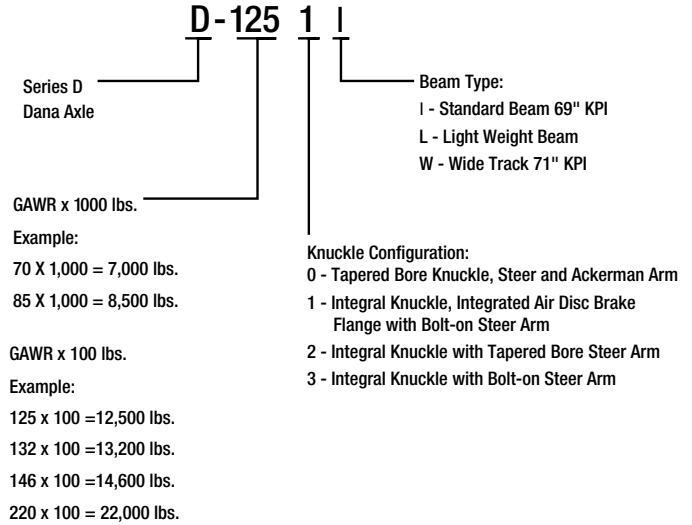 D-125 1 I
Series D
Dana Axle
Beam Type:
I - Standard Beam 69" KPI
L - Light Weight Beam
W - Wide Track 71" KPI
GAWR x 1000 lbs.
Example:
70 X 1,000 = 7,000 lbs.
85 X 1,000 = 8,500 lbs.
GAWR x 100 lbs.
Example:
125 x 100 =12,500 lbs.
132 x 100 =13,200 lbs.
146 x 100 =14,600 lbs.
220 x 100 = 22,000 lbs.
Knuckle Configuration:
0 - Tapered Bore Knuckle, Steer and Ackerman Arm
1 - Integral Knuckle, Integrated Air Disc Brake
Flange with Bolt-on Steer Arm
2 - Integral Knuckle with Tapered Bore Steer Arm
3 - Integral Knuckle with Bolt-on Steer Arm